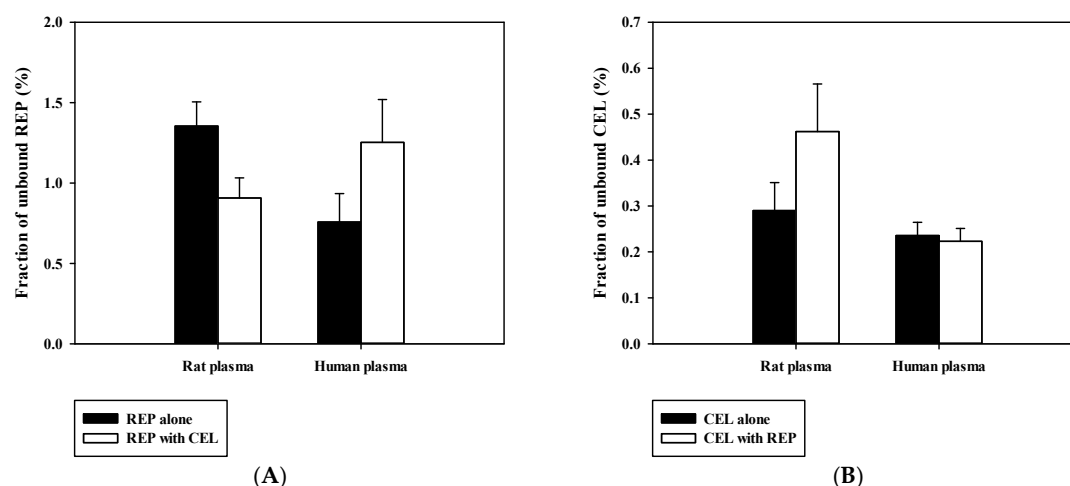 Fraction of unbound REP (%)
2.0
1.5
1.0
0.5
0.0
Rat plasma
Human plasma
REP alone
REP with CEL
(A)
Fraction of unbound CEL (%)
0.7
0.6
0.5
0.4
0.3
0.2
0.1
0.0
Rat plasma
Human plasma
CEL alone
CEL with REP
(B)